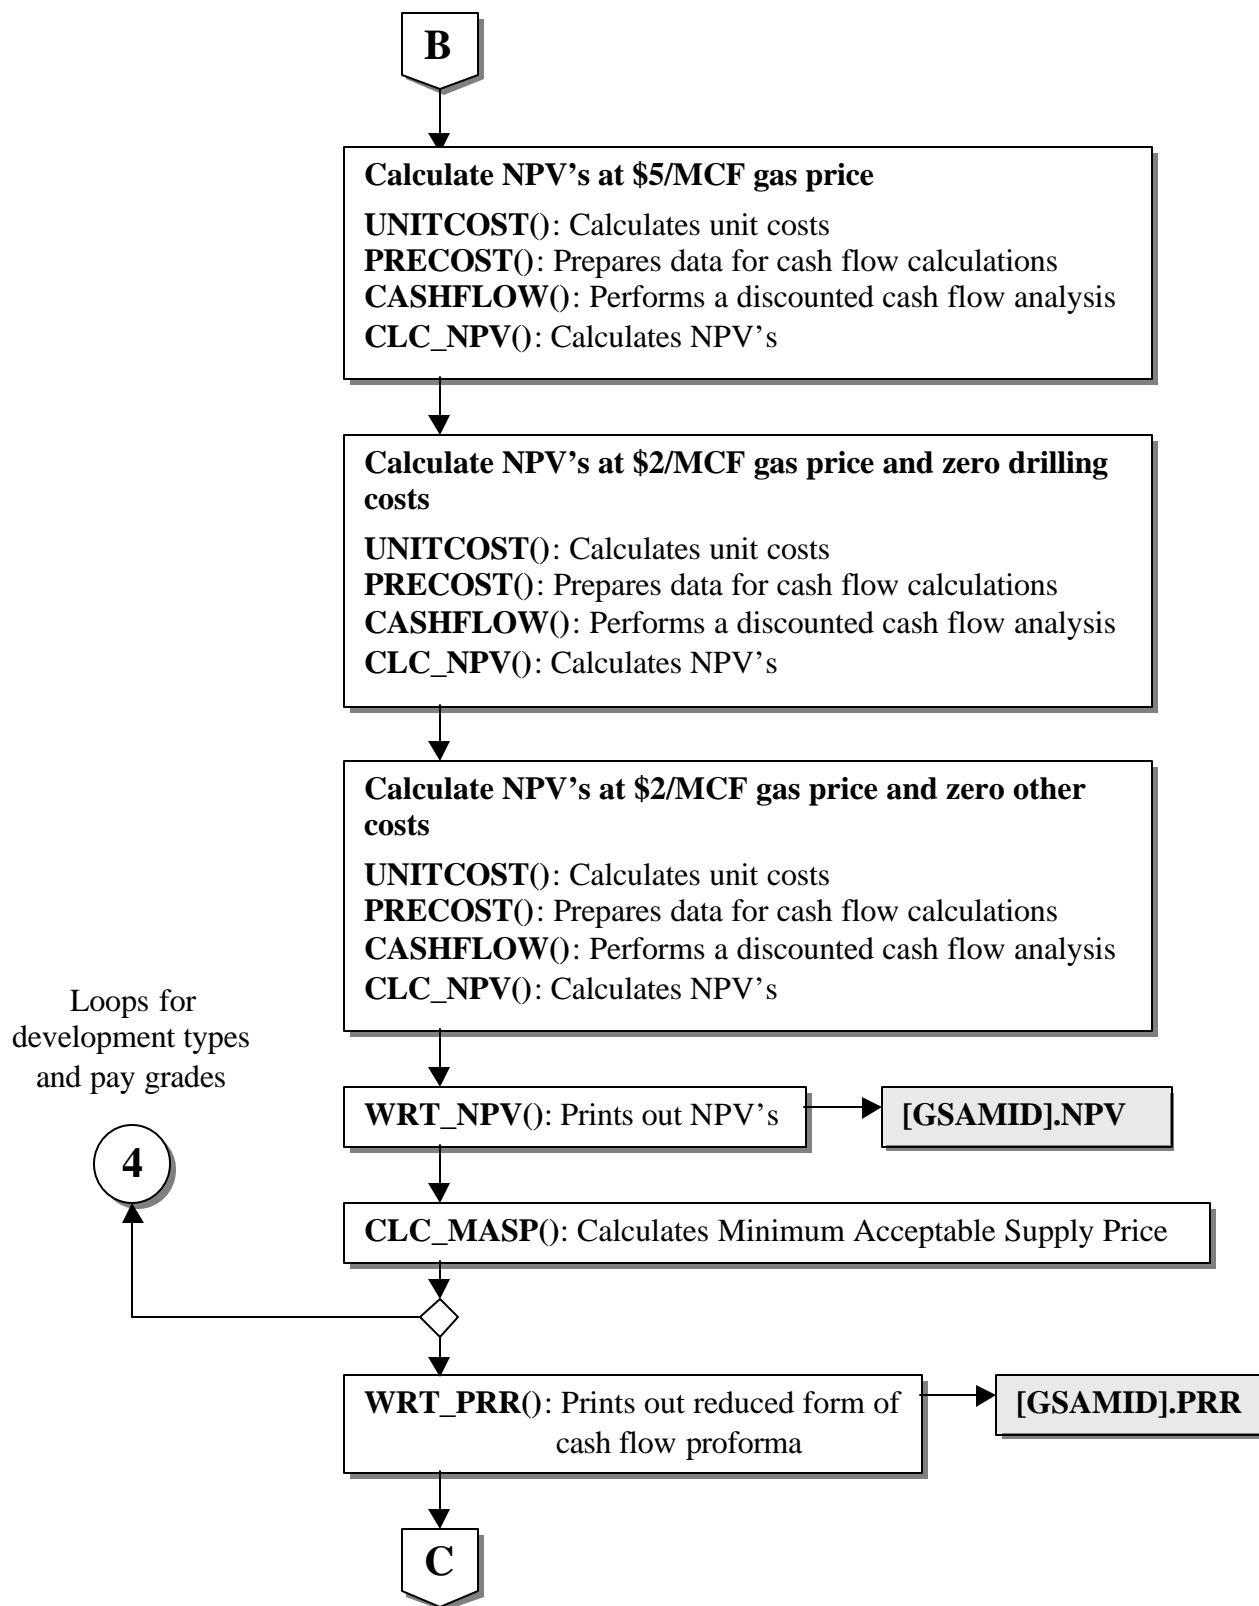 B
Calculate NPV’s at $5/MCF gas price
UNITCOST(): Calculates unit costs
PRECOST(): Prepares data for cash flow calculations
CASHFLOW(): Performs a discounted cash flow analysis
CLC_NPV(): Calculates NPV’s
Calculate NPV’s at $2/MCF gas price and zero drilling
costs
UNITCOST(): Calculates unit costs
PRECOST(): Prepares data for cash flow calculations
CASHFLOW(): Performs a discounted cash flow analysis
CLC_NPV(): Calculates NPV’s
Calculate NPV’s at $2/MCF gas price and zero other
costs
UNITCOST(): Calculates unit costs
PRECOST(): Prepares data for cash flow calculations
CASHFLOW(): Performs a discounted cash flow analysis
CLC_NPV(): Calculates NPV’s
Loops for
development types
and pay grades
4
WRT_NPV(): Prints out NPV’s
[GSAMID].NPV
CLC_MASP(): Calculates Minimum Acceptable Supply Price
WRT_PRR(): Prints out reduced form of
cash flow proforma
[GSAMID].PRR
C